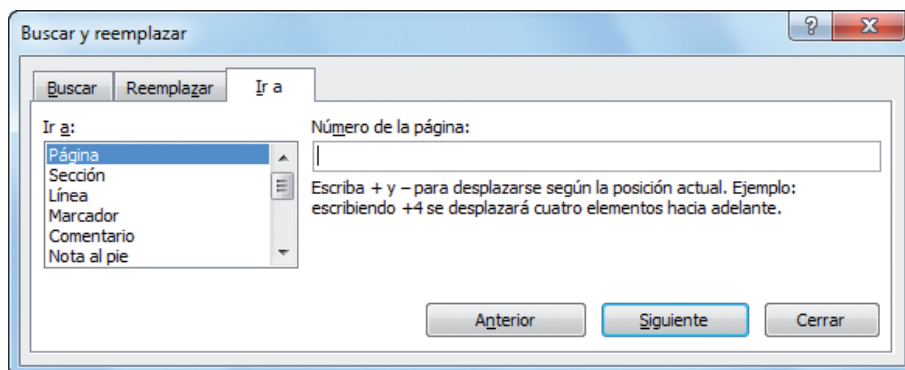 Buscar y reemplazar
Buscar Reemplazar Ir a
Ir a:
Página
Sección
Línea
Marcador
Comentario
Nota al pie
Número de la página:
Escriba + y – para desplazarse según la posición actual. Ejemplo:
escribiendo +4 se desplazará cuatro elementos hacia adelante.
Anterior Siguiente Cerrar